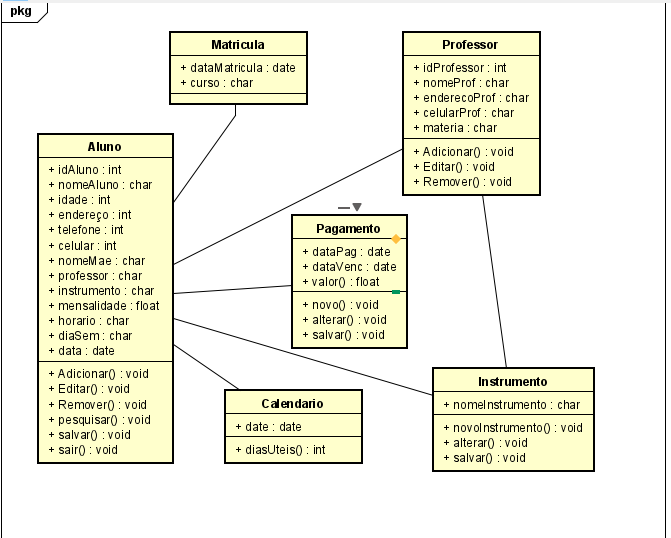 pkg
Matricula
+ dataMatricula : date
+ curso : char
Professor
+ idProfessor : int
+ nomeProf : char
+ enderecoProf : char
+ celularProf : char
+ materia : char
+ Adicionar() : void
+ Editar() : void
+ Remover() : void
Aluno
+ idAluno : int
+ nomeAluno : char
+ idade : int
+ endereço : int
+ telefone : int
+ celular : int
+ nomeMae : char
+ professor : char
+ instrumento : char
+ mensalidade : float
+ horario : char
+ diaSem : char
+ data : date
+ Adicionar() : void
+ Editar() : void
+ Remover() : void
+ pesquisar() : void
+ salvar() : void
+ sair() : void
Pagamento
+ dataPag : date
+ dataVenc : date
+ valor() : float
+ novo() : void
+ alterar() : void
+ salvar() : void
Calendario
+ date : date
+ diasUteis() : int
Instrumento
+ nomeInstrumento : char
+ novoInstrumento() : void
+ alterar() : void
+ salvar() : void